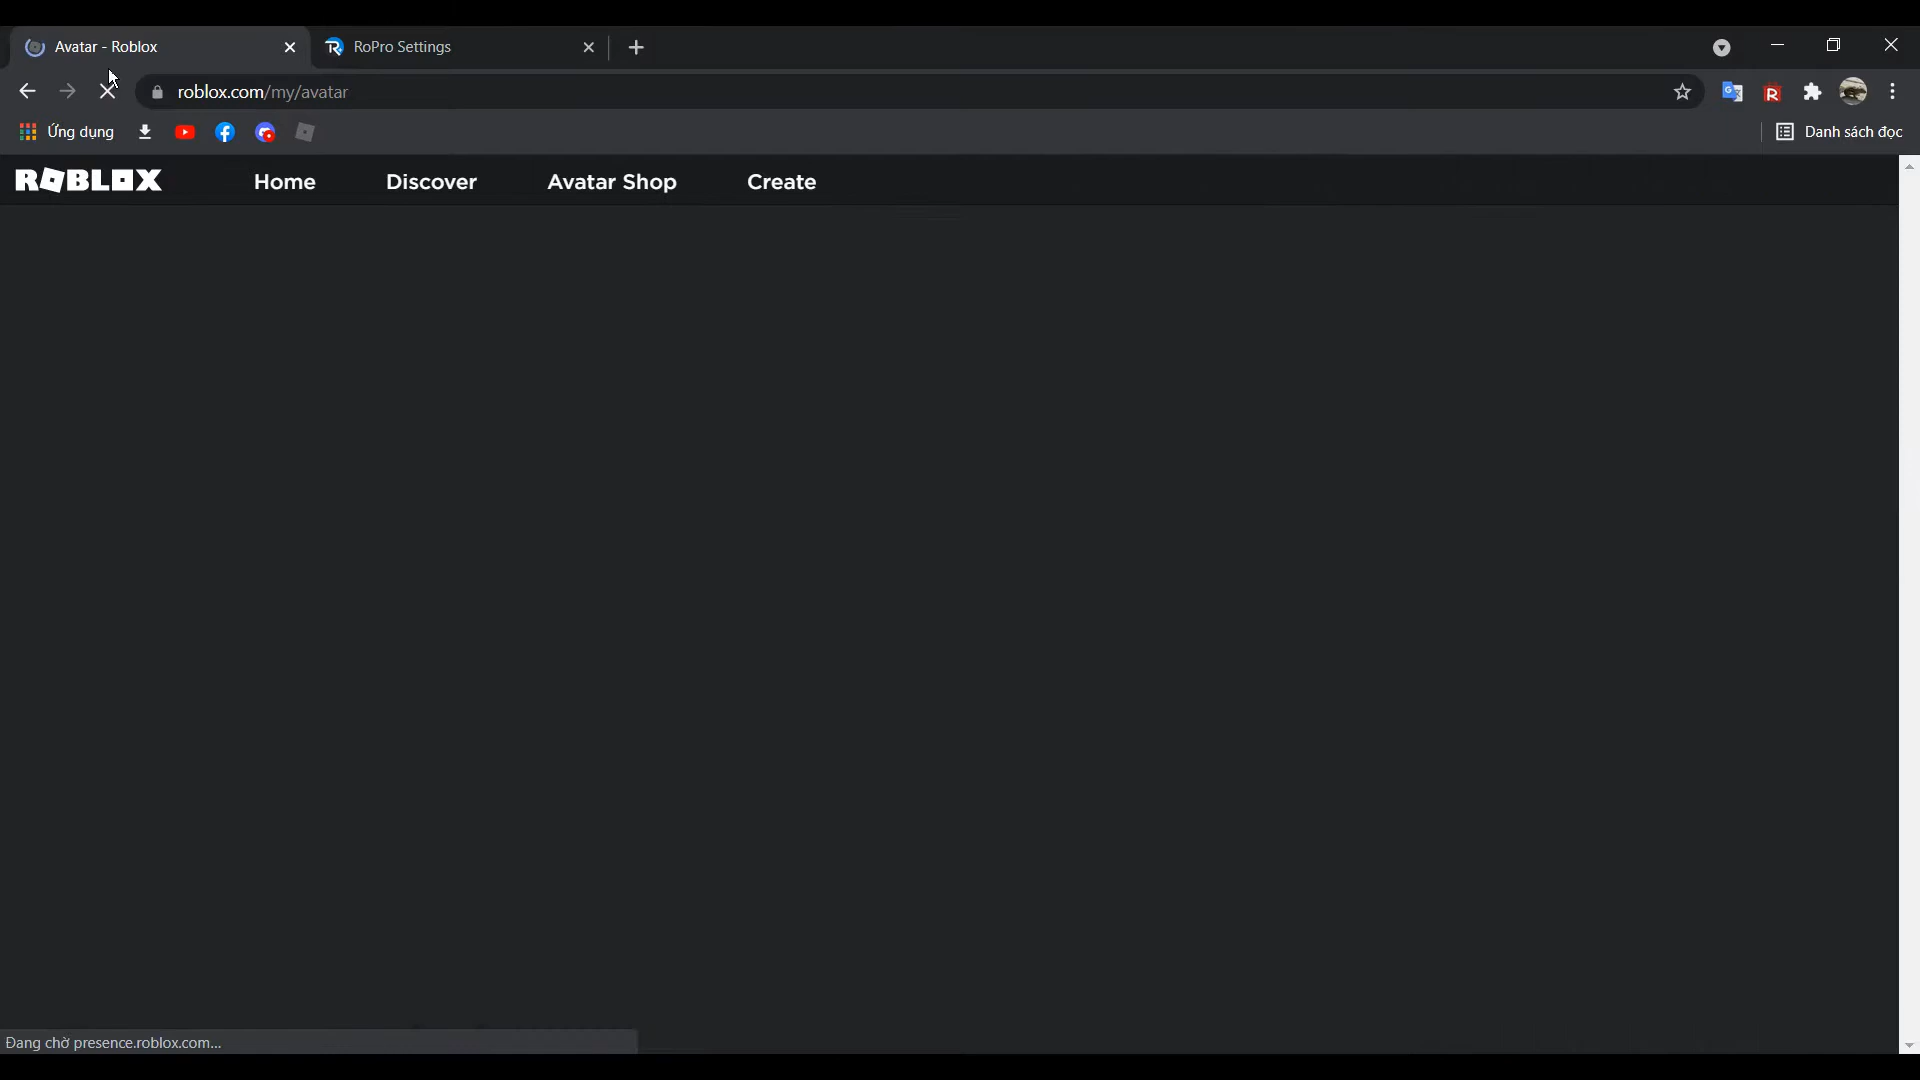 Avatar - Roblox
RoPro Settings
roblox.com/my/avatar
Ứng dụng
Danh sách đọc
ROBLOX
Home
Discover
Avatar Shop
Create
Đang chờ presence.roblox.com...